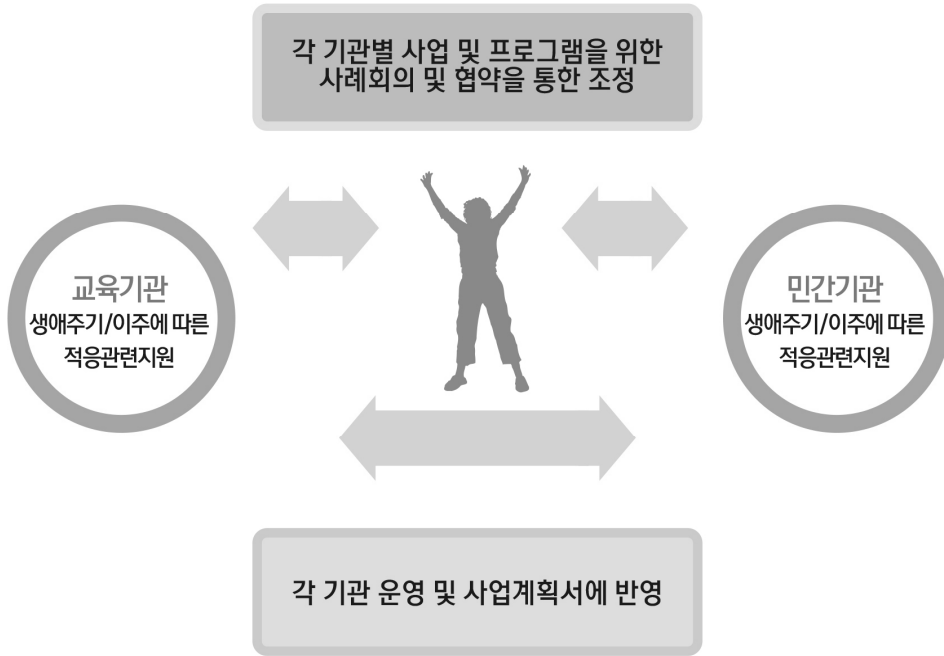 각 기관별 사업 및 프로그램을 위한
사례회의 및 협약을 통한 조정
교육기관
생애주기/이주에 따른
적응관련지원
민간기관
생애주기/이주에 따른
적응관련지원
각 기관 운영 및 사업계획서에 반영